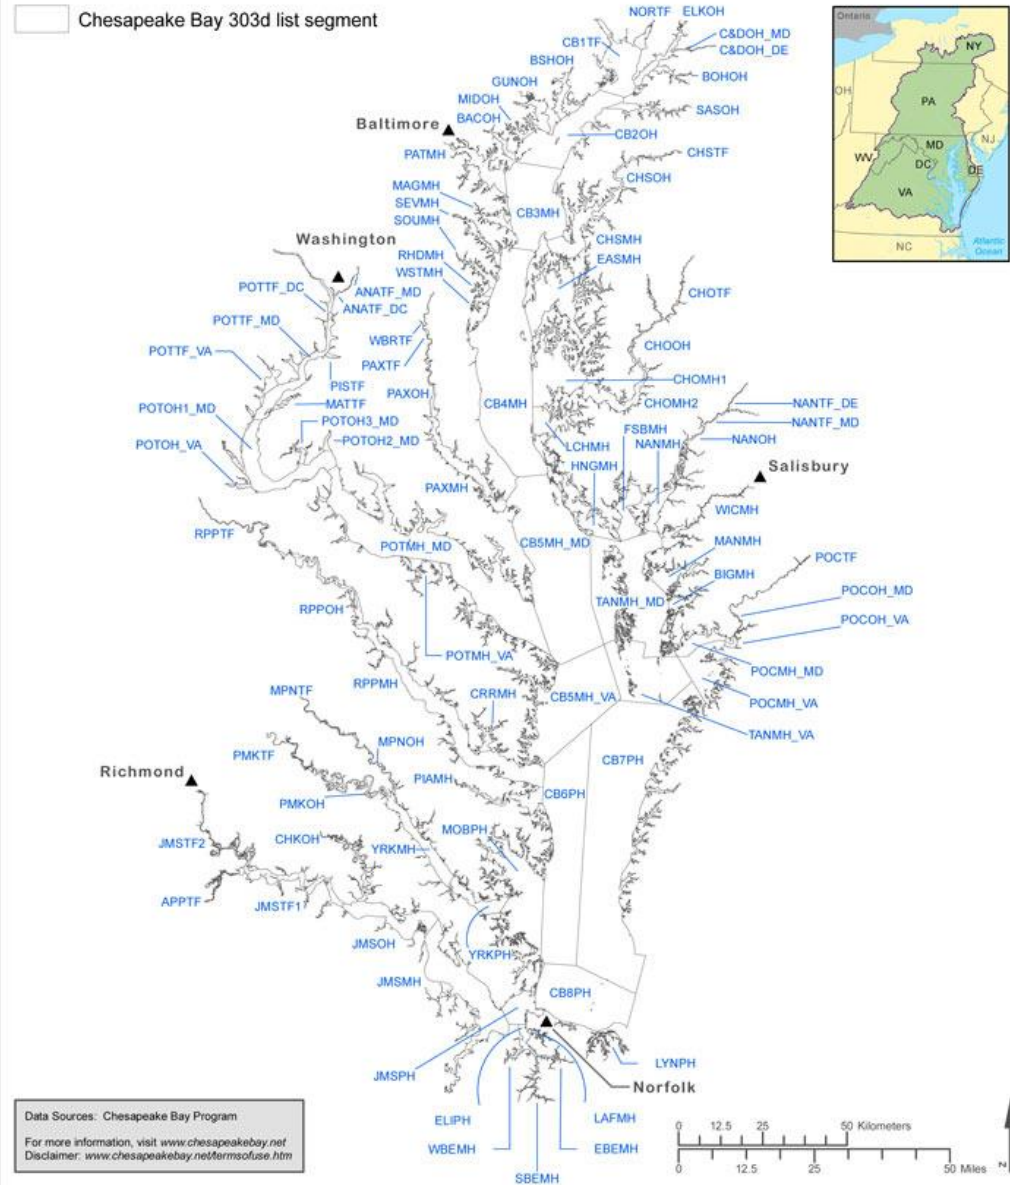 Chesapeake Bay 303d list segment
NORTF
ELKOH
CB1TF
C&DOH_MD
C&DOH_DE
BSHOH
BOHOH
GUNOH
MIDOH
SASOH
BACOH
Baltimore
CB2OH
PATMH
CHSTF
CHSOH
MAGMH
SEVMH
CB3MH
SOUMH
Washington
CHSMH
RHDMH
EASMH
WSTMH
POTTF_DC
ANATF_MD
CHOTF
ANATF_DC
POTTF_MD
WBRTF
CHOOH
POTTF_VA
PAXTF
PISTF
CHOMH1
PAXOH
MATTF
CB4MH
CHOMH2
NANTF_DE
POTOH1_MD
POTOH3_MD
NANTF_MD
FSBMH
POTOH_VA
POTOH2_MD
LCHMH
NANMH
NANOH
HNGMH
Salisbury
PAXMH
WICMH
RPPTF
POTMH_MD
CB5MH_MD
MANMH
POCTF
BIGMH
POCOH_MD
RPPOH
TANMH_MD
POCOH_VA
POTMH_VA
POCMH_MD
RPPMH
MPNTF
CRRMH
CB5MH_VA
POCMH_VA
TANMH_VA
MPNOH
PMKTF
CB7PH
Richmond
PIAMH
CB6PH
PMKOH
MOBPH
JMSTF2
CHKOH
YRKMH
APPTF
JMSTF1
JMSOH
YRKPH
JMSMH
CB8PH
LYNPH
JMSPH
Norfolk
ELIPH
LAFMH
WBEMH
EBEMH
SBEMH
Ontario
NY
OH
PA
NJ
MD
WV
DC
DE
VA
NC
Atlantic
Ocean
Data Sources: Chesapeake Bay Program
For more information, visit www.chesapeakebay.net
Disclaimer: www.chesapeakebay.net/termsofuse.htm
0 12.5 25 50 Kilometers
0 12.5 25 50 Miles
N